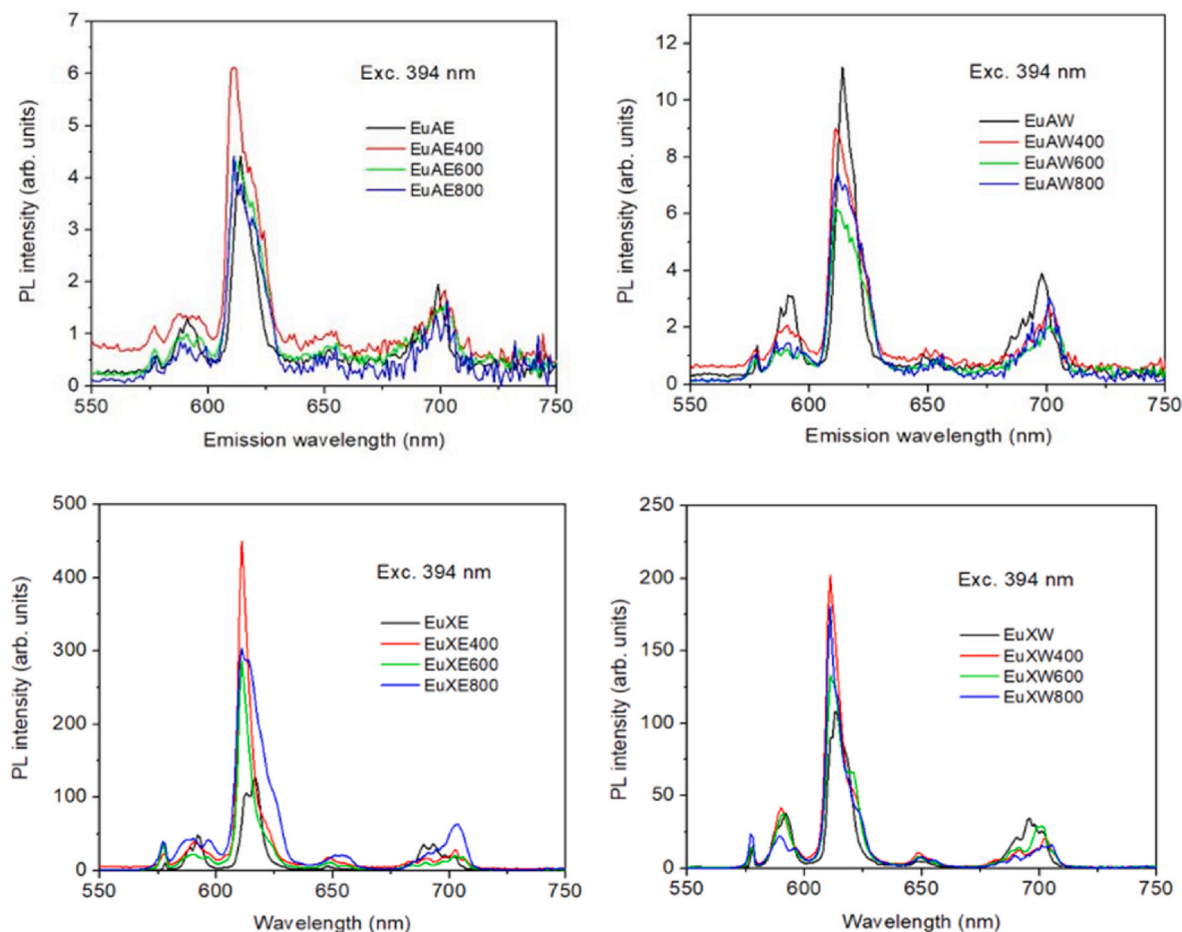 7
6
5
4
3
2
1
0
PL intensity (arb. units)
Exc. 394 nm
EuAE
EuAE400
EuAE600
EuAE800
550
600
650
700
750
Emission wavelength (nm)
12
10
8
6
4
2
0
PL intensity (arb. units)
Exc. 394 nm
EuAW
EuAW400
EuAW600
EuAW800
550
600
650
700
750
Emission wavelength (nm)
500
400
300
200
100
0
PL intensity (arb. units)
Exc. 394 nm
EuXE
EuXE400
EuXE600
EuXE800
550
600
650
700
750
Wavelength (nm)
250
200
150
100
50
0
PL intensity (arb. units)
Exc. 394 nm
EuXW
EuXW400
EuXW600
EuXW800
550
600
650
700
750
Wavelength (nm)